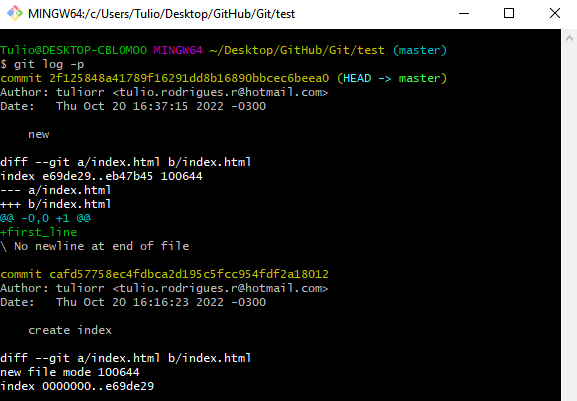 MINGW64:/c/Users/Tulio/Desktop/GitHub/Git/test
Tulio@DESKTOP-CBL0MOO MINGW64 ~/Desktop/GitHub/Git/test (master)
$ git log -p
commit 2f125848a41789f16291dd8b16890bbcec6beea0 (HEAD -> master)
Author: tuliorr <tulio.rodrigues.r@hotmail.com>
Date:   Thu Oct 20 16:37:15 2022 -0300
    new
diff --git a/index.html b/index.html
index e69de29..eb47b45 100644
--- a/index.html
+++ b/index.html
@@ -0,0 +1 @@
+first_line
\ No newline at end of file
commit cafd57758ec4fdbca2d195c5fcc954fdf2a18012
Author: tuliorr <tulio.rodrigues.r@hotmail.com>
Date:   Thu Oct 20 16:16:23 2022 -0300
    create index
diff --git a/index.html b/index.html
new file mode 100644
index 0000000..e69de29